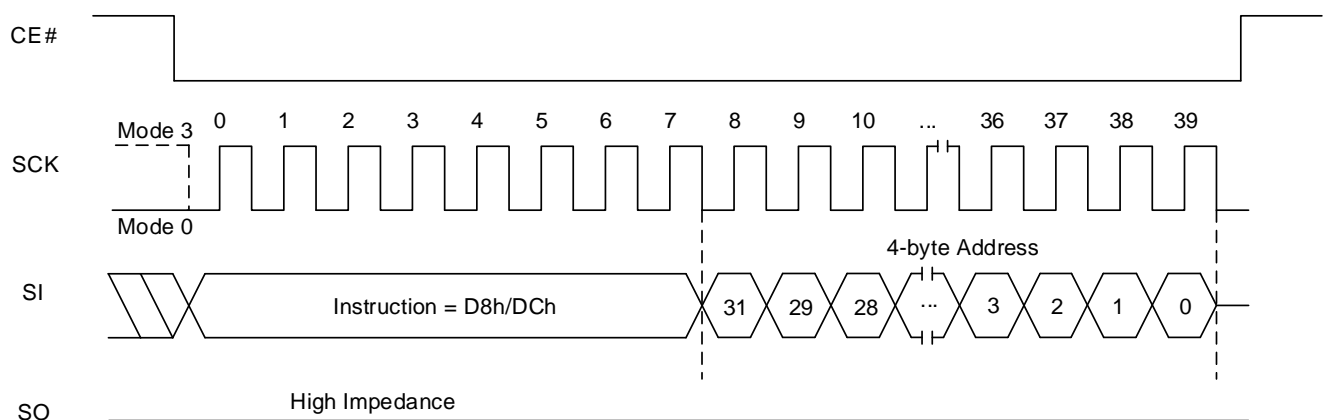 CE#
0 1 2 3 4 5 6 7 8 9 10 ... 36 37 38 39
Mode 3
SCK
Mode 0
4-byte Address
SI
Instruction = D8h/DCh 31 29 28 ... 3 2 1 0
High Impedance
SO